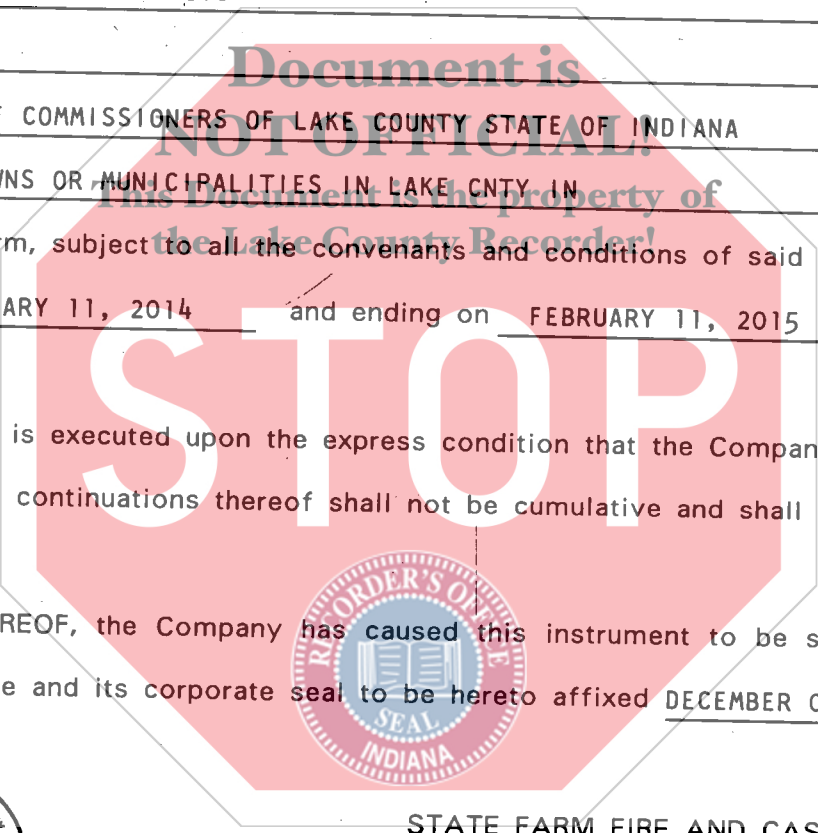 Document is
F COMMISSIONERS OF LAKE COUNTY STATE OF INDIANA
NOT OFFICIAL!
WNS OR MUNICIPALITIES IN LAKE CNTY IN
This Document is the property of
rm, subject to all the convenants and conditions of said
the Lake County Recorder!
ARY 11, 2014 and ending on FEBRUARY 11, 2015
STOP
is executed upon the express condition that the Compan
continuations thereof shall not be cumulative and shall
RECORDER'S OFFICE
REOF, the Company has caused this instrument to be s
e and its corporate seal to be hereto affixed DECEMBER 0
SEAL
INDIANA
STATE FARM FIRE AND CAS